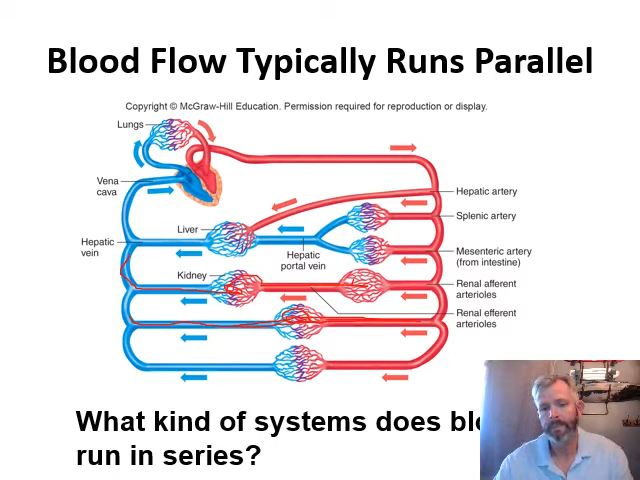 Blood Flow Typically Runs Parallel
Copyright © McGraw-Hill Education. Permission required for reproduction or display.
Lungs
Vena
cava
Hepatic artery
Splenic artery
Liver
Hepatic
vein
Hepatic
portal vein
Mesenteric artery
(from intestine)
Kidney
Renal afferent
arterioles
Renal efferent
arterioles
What kind of systems does
run in series?